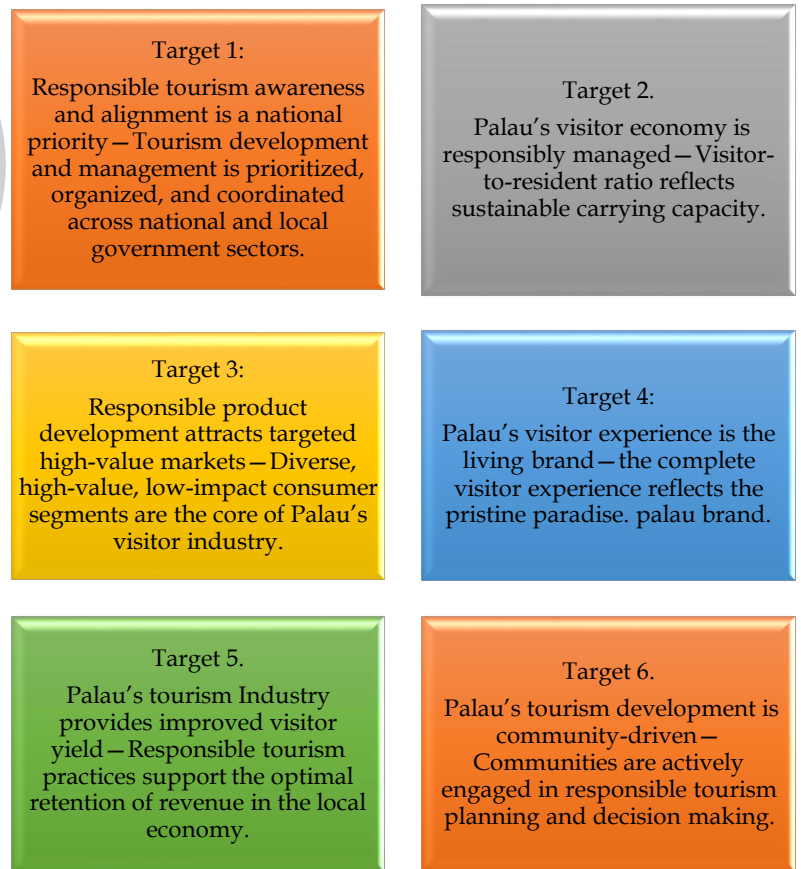 Target 1:
Responsible tourism awareness
and alignment is a national
priority—Tourism development
and management is prioritized,
organized, and coordinated
across national and local
government sectors.
Target 2.
Palau’s visitor economy is
responsibly managed—Visitor-
to-resident ratio reflects
sustainable carrying capacity.
Target 3:
Responsible product
development attracts targeted
high-value markets—Diverse,
high-value, low-impact consumer
segments are the core of Palau’s
visitor industry.
Target 4:
Palau’s visitor experience is the
living brand—the complete
visitor experience reflects the
pristine paradise. palau brand.
Target 5.
Palau’s tourism Industry
provides improved visitor
yield—Responsible tourism
practices support the optimal
retention of revenue in the local
economy.
Target 6.
Palau’s tourism development is
community-driven—
Communities are actively
engaged in responsible tourism
planning and decision making.